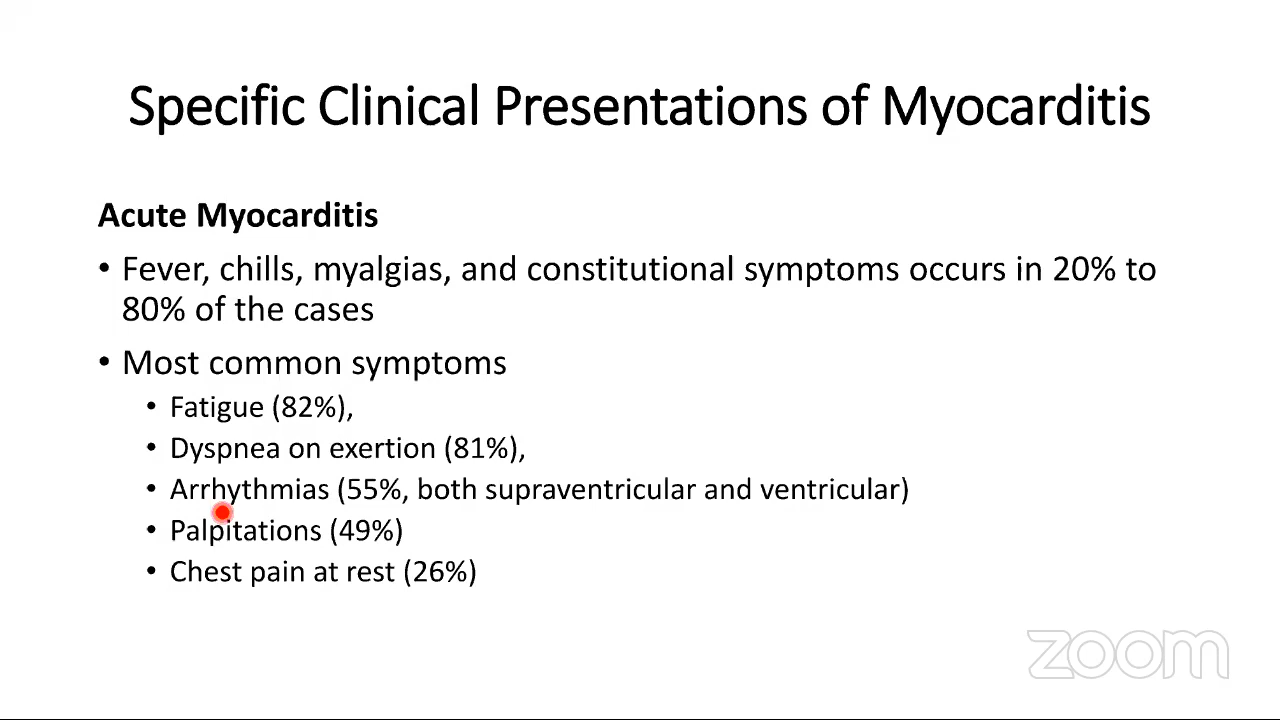 Specific Clinical Presentations of Myocarditis
Acute Myocarditis
• Fever, chills, myalgias, and constitutional symptoms occurs in 20% to
80% of the cases
• Most common symptoms
• Fatigue (82%),
• Dyspnea on exertion (81%),
• Arrhythmias (55%, both supraventricular and ventricular)
• Palpitations (49%)
• Chest pain at rest (26%)
zoom